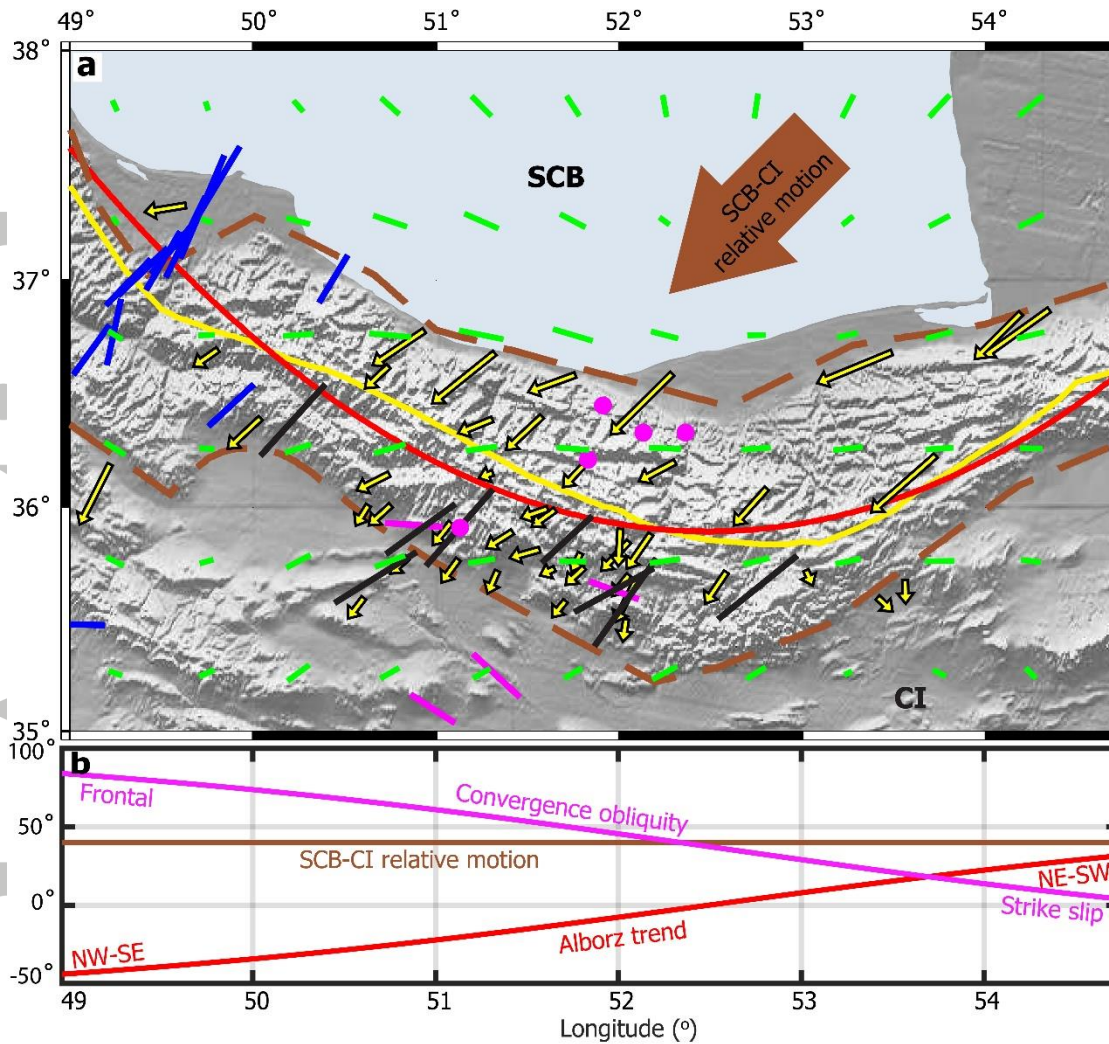 49° 50° 51° 52° 53° 54°
38°
a
SCB
SCB-CI
relative motion
37°
36°
CI
35°
100°
b
Frontal
Convergence obliquity
50°
SCB-CI relative motion
NE-SW
0°
Strike slip
Alborz trend
NW-SE
-50°
49 50 51 52 53 54
Longitude (°)